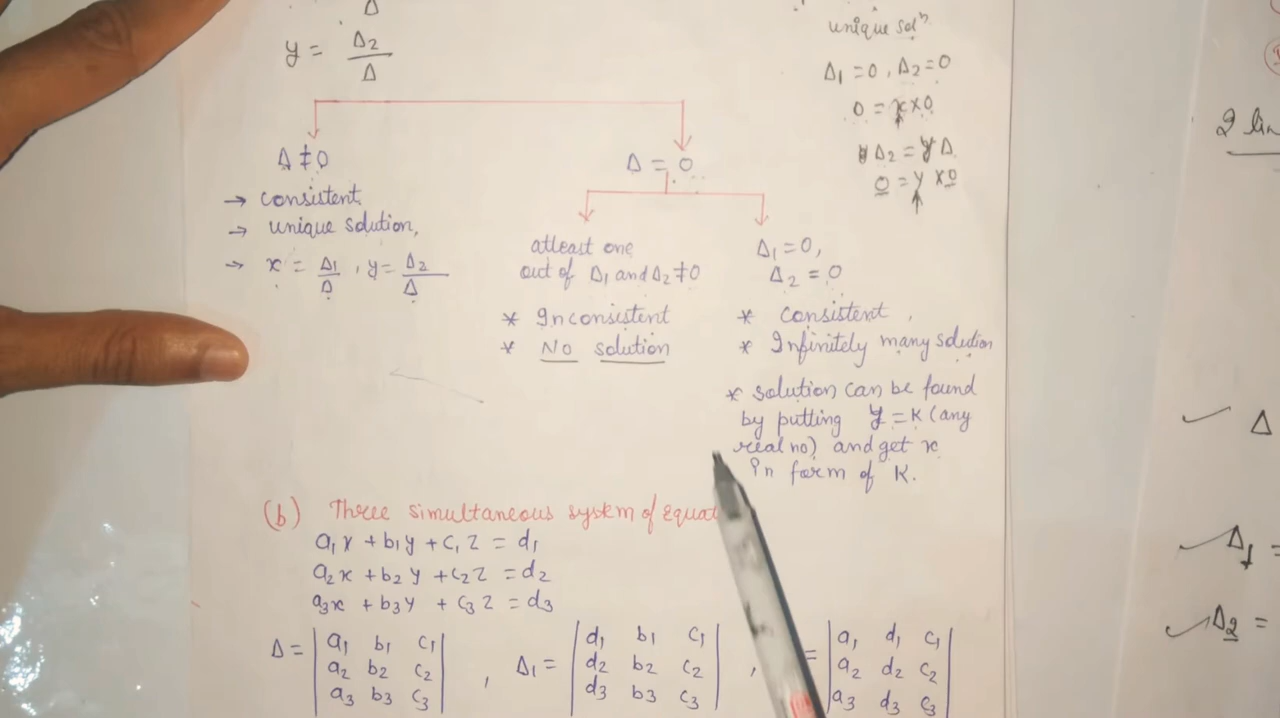 Δ
y = Δ2/Δ
unique solⁿ
Δ1 = 0, Δ2 = 0
0 = x×0
Δ2 = yΔ
0 = y×0
Δ ≠ 0
→ consistent
→ unique solution,
→ x = Δ1/Δ, y = Δ2/Δ
Δ = 0
atleast one
out of Δ1 and Δ2 ≠ 0
* Inconsistent
* No solution
Δ1 = 0,
Δ2 = 0
* Consistent,
* Infinitely many solution
* solution can be found
by putting y = K (any
real no) and get x
in form of K.
(b) Three simultaneous system of equat
a1x + b1y + c1z = d1
a2x + b2y + c2z = d2
a3x + b3y + c3z = d3
Δ = | a1 b1 c1 | , Δ1 = | d1 b1 c1 | , = | a1 d1 c1 |
| a2 b2 c2 | | d2 b2 c2 | | a2 d2 c2 |
| a3 b3 c3 | | d3 b3 c3 | | a3 d3 c3 |
2 lin
Δ
Δ1 =
Δ2 =